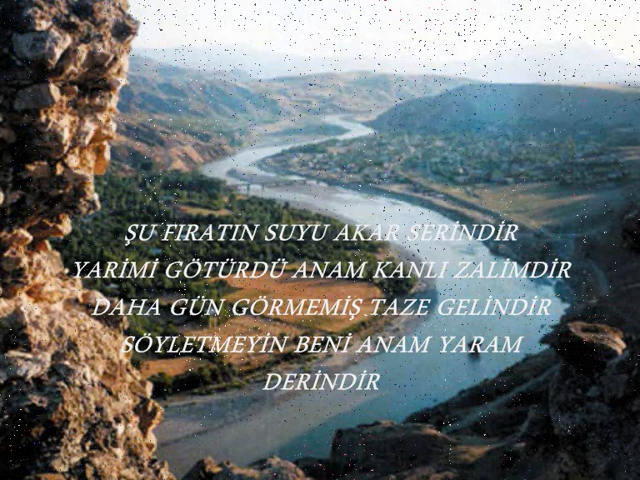 ŞU FIRATIN SUYU AKAR SERİNDİR
YARİMİ GÖTÜRDÜ ANAM KANLI ZALİMDİR
DAHA GÜN GÖRMEMİŞ TAZE GELİNDİR
SÖYLETMEYİN BENİ ANAM YARAM
DERİNDİR